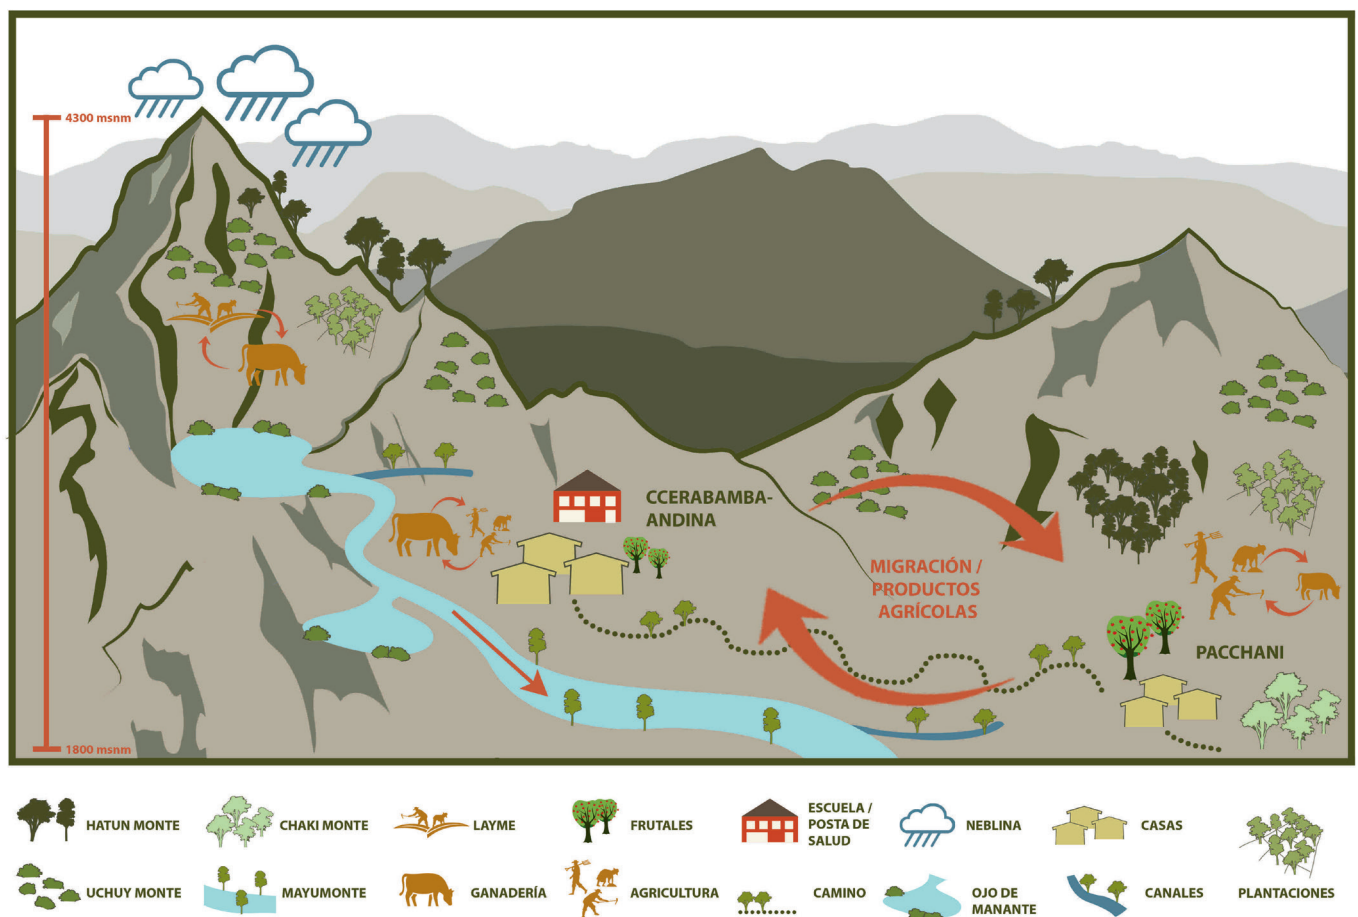 4300 msnm
CCERABAMBA-
ANDINA
MIGRACIÓN /
PRODUCTOS
AGRÍCOLAS
PACCHANI
1800 msnm
HATUN MONTE
CHAKI MONTE
LAYME
FRUTALES
ESCUELA /
POSTA DE
SALUD
NEBLINA
CASAS
UCHUY MONTE
MAYUMONTE
GANADERÍA
AGRICULTURA
CAMINO
OJO DE
MANANTE
CANALES
PLANTACIONES